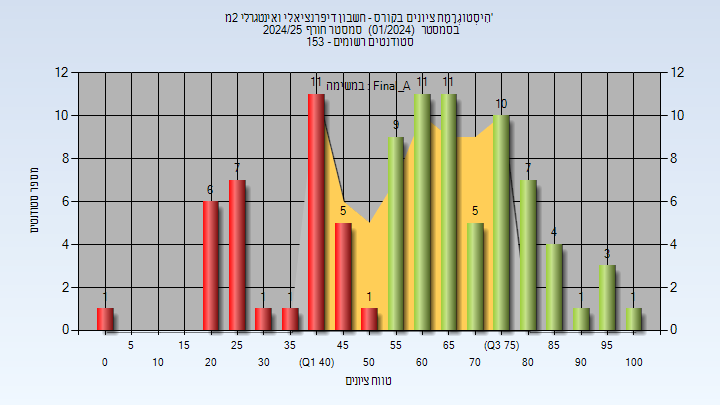 הִיסְטוֹגְרָמַת ציונים בקורס - חשבון דיפרנציאלי ואינטגרלי 2מ'
בסמסטר (01/2024) סמסטר חורף 2024/25
סטודנטים רשומים - 153
במשימה : Final_A
מספר סטודנטים
12 10 8 6 4 2 0
12 10 8 6 4 2 0
1 6 7 1 1 11 5 1 9 11 11 5 10 7 4 1 3 1
5 15 25 35 45 55 65 (Q3 75) 85 95
0 10 20 30 (Q1 40) 50 60 70 80 90 100
טווח ציונים